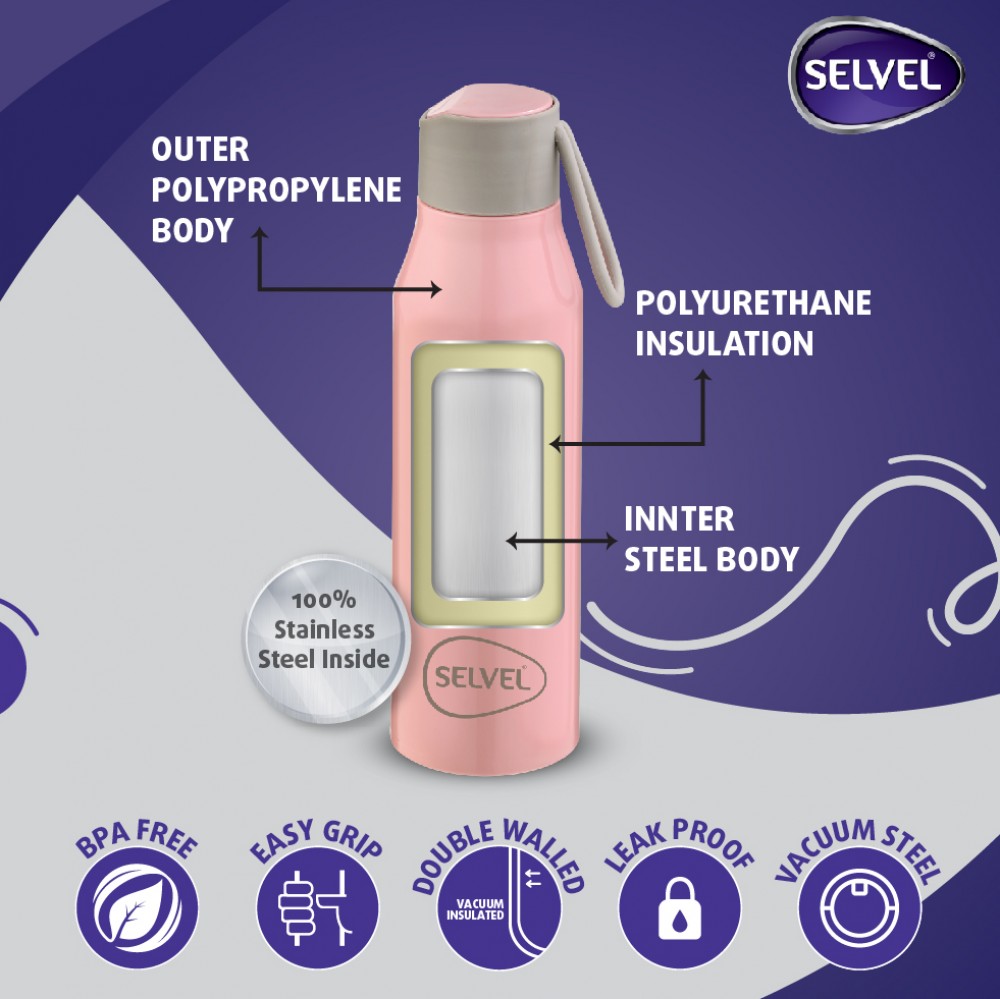 SELVEL®
OUTER
POLYPROPYLENE
BODY
POLYURETHANE
INSULATION
INNTER
STEEL BODY
100%
Stainless
Steel Inside
SELVEL®
BPA FREE
EASY GRIP
DOUBLE WALLED
VACUUM
INSULATED
LEAK PROOF
VACUUM STEEL